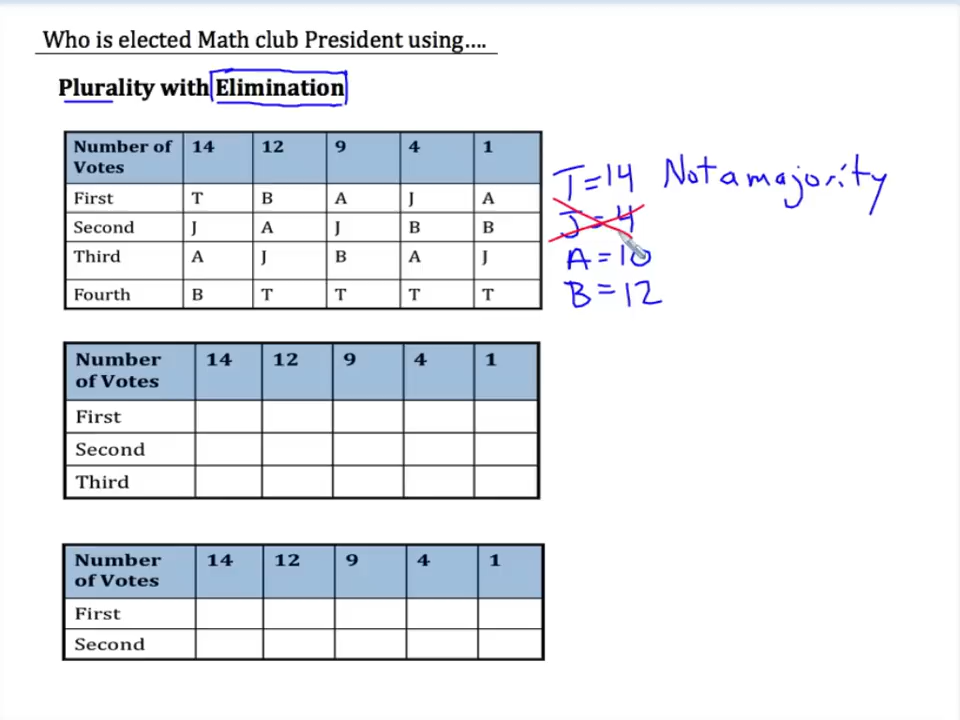 Who is elected Math club President using....
Plurality with Elimination
Number of Votes 14 12 9 4 1
First T B A J A
Second J A J B B
Third A J B A J
Fourth B T T T T
T=14 Not a majority
J=4
A=10
B=12
Number of Votes 14 12 9 4 1
First
Second
Third
Number of Votes 14 12 9 4 1
First
Second